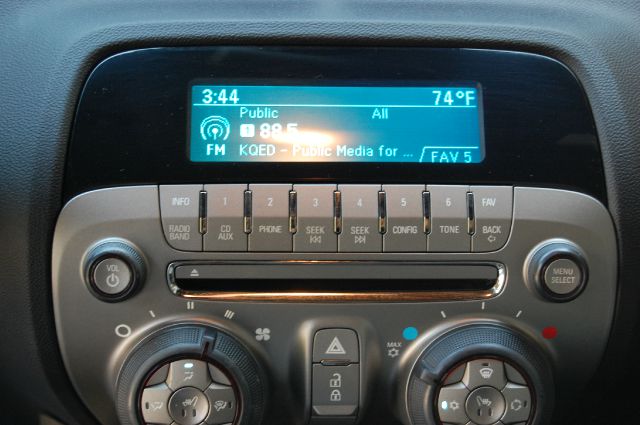 3:44 74°F
Public All
1 88.5
FM KQED - Public Media for ... FAV 5
INFO 1 2 3 4 5 6 FAV
RADIO BAND CD AUX PHONE SEEK SEEK CONFIG TONE BACK
VOL
MENU SELECT
MAX